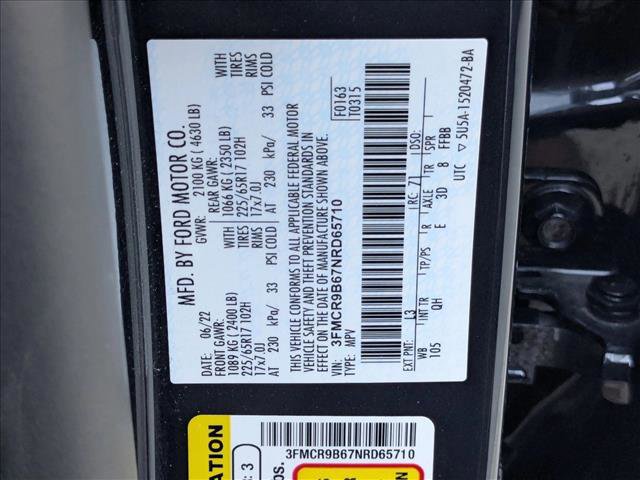 MFD. BY FORD MOTOR CO.
DATE: 06/22 GVWR: 2100 KG ( 4630 LB)
FRONT GAWR: REAR GAWR: WITH
1089 KG ( 2400 LB) 1066 KG ( 2350 LB) TIRES
225/65R17 102H 225/65R17 102H RIMS
17x7.0J 17x7.0J
AT 230 kPa/ 33 PSI COLD AT 230 kPa/ 33 PSI COLD
WITH
TIRES
RIMS
THIS VEHICLE CONFORMS TO ALL APPLICABLE FEDERAL MOTOR
VEHICLE SAFETY AND THEFT PREVENTION STANDARDS IN
EFFECT ON THE DATE OF MANUFACTURE SHOWN ABOVE.
VIN: 3FMCR9B67NRD65710
TYPE: MPV
F0163
T0315
EXT PNT: L3 RC: 71 DSO:
WB INT TR TP/PS R AXLE TR SPR
105 QH E 3D 8 FFBB
UTC ▽ 5U5A-1520472-BA
3FMCR9B67NRD65710
ATION
: 3